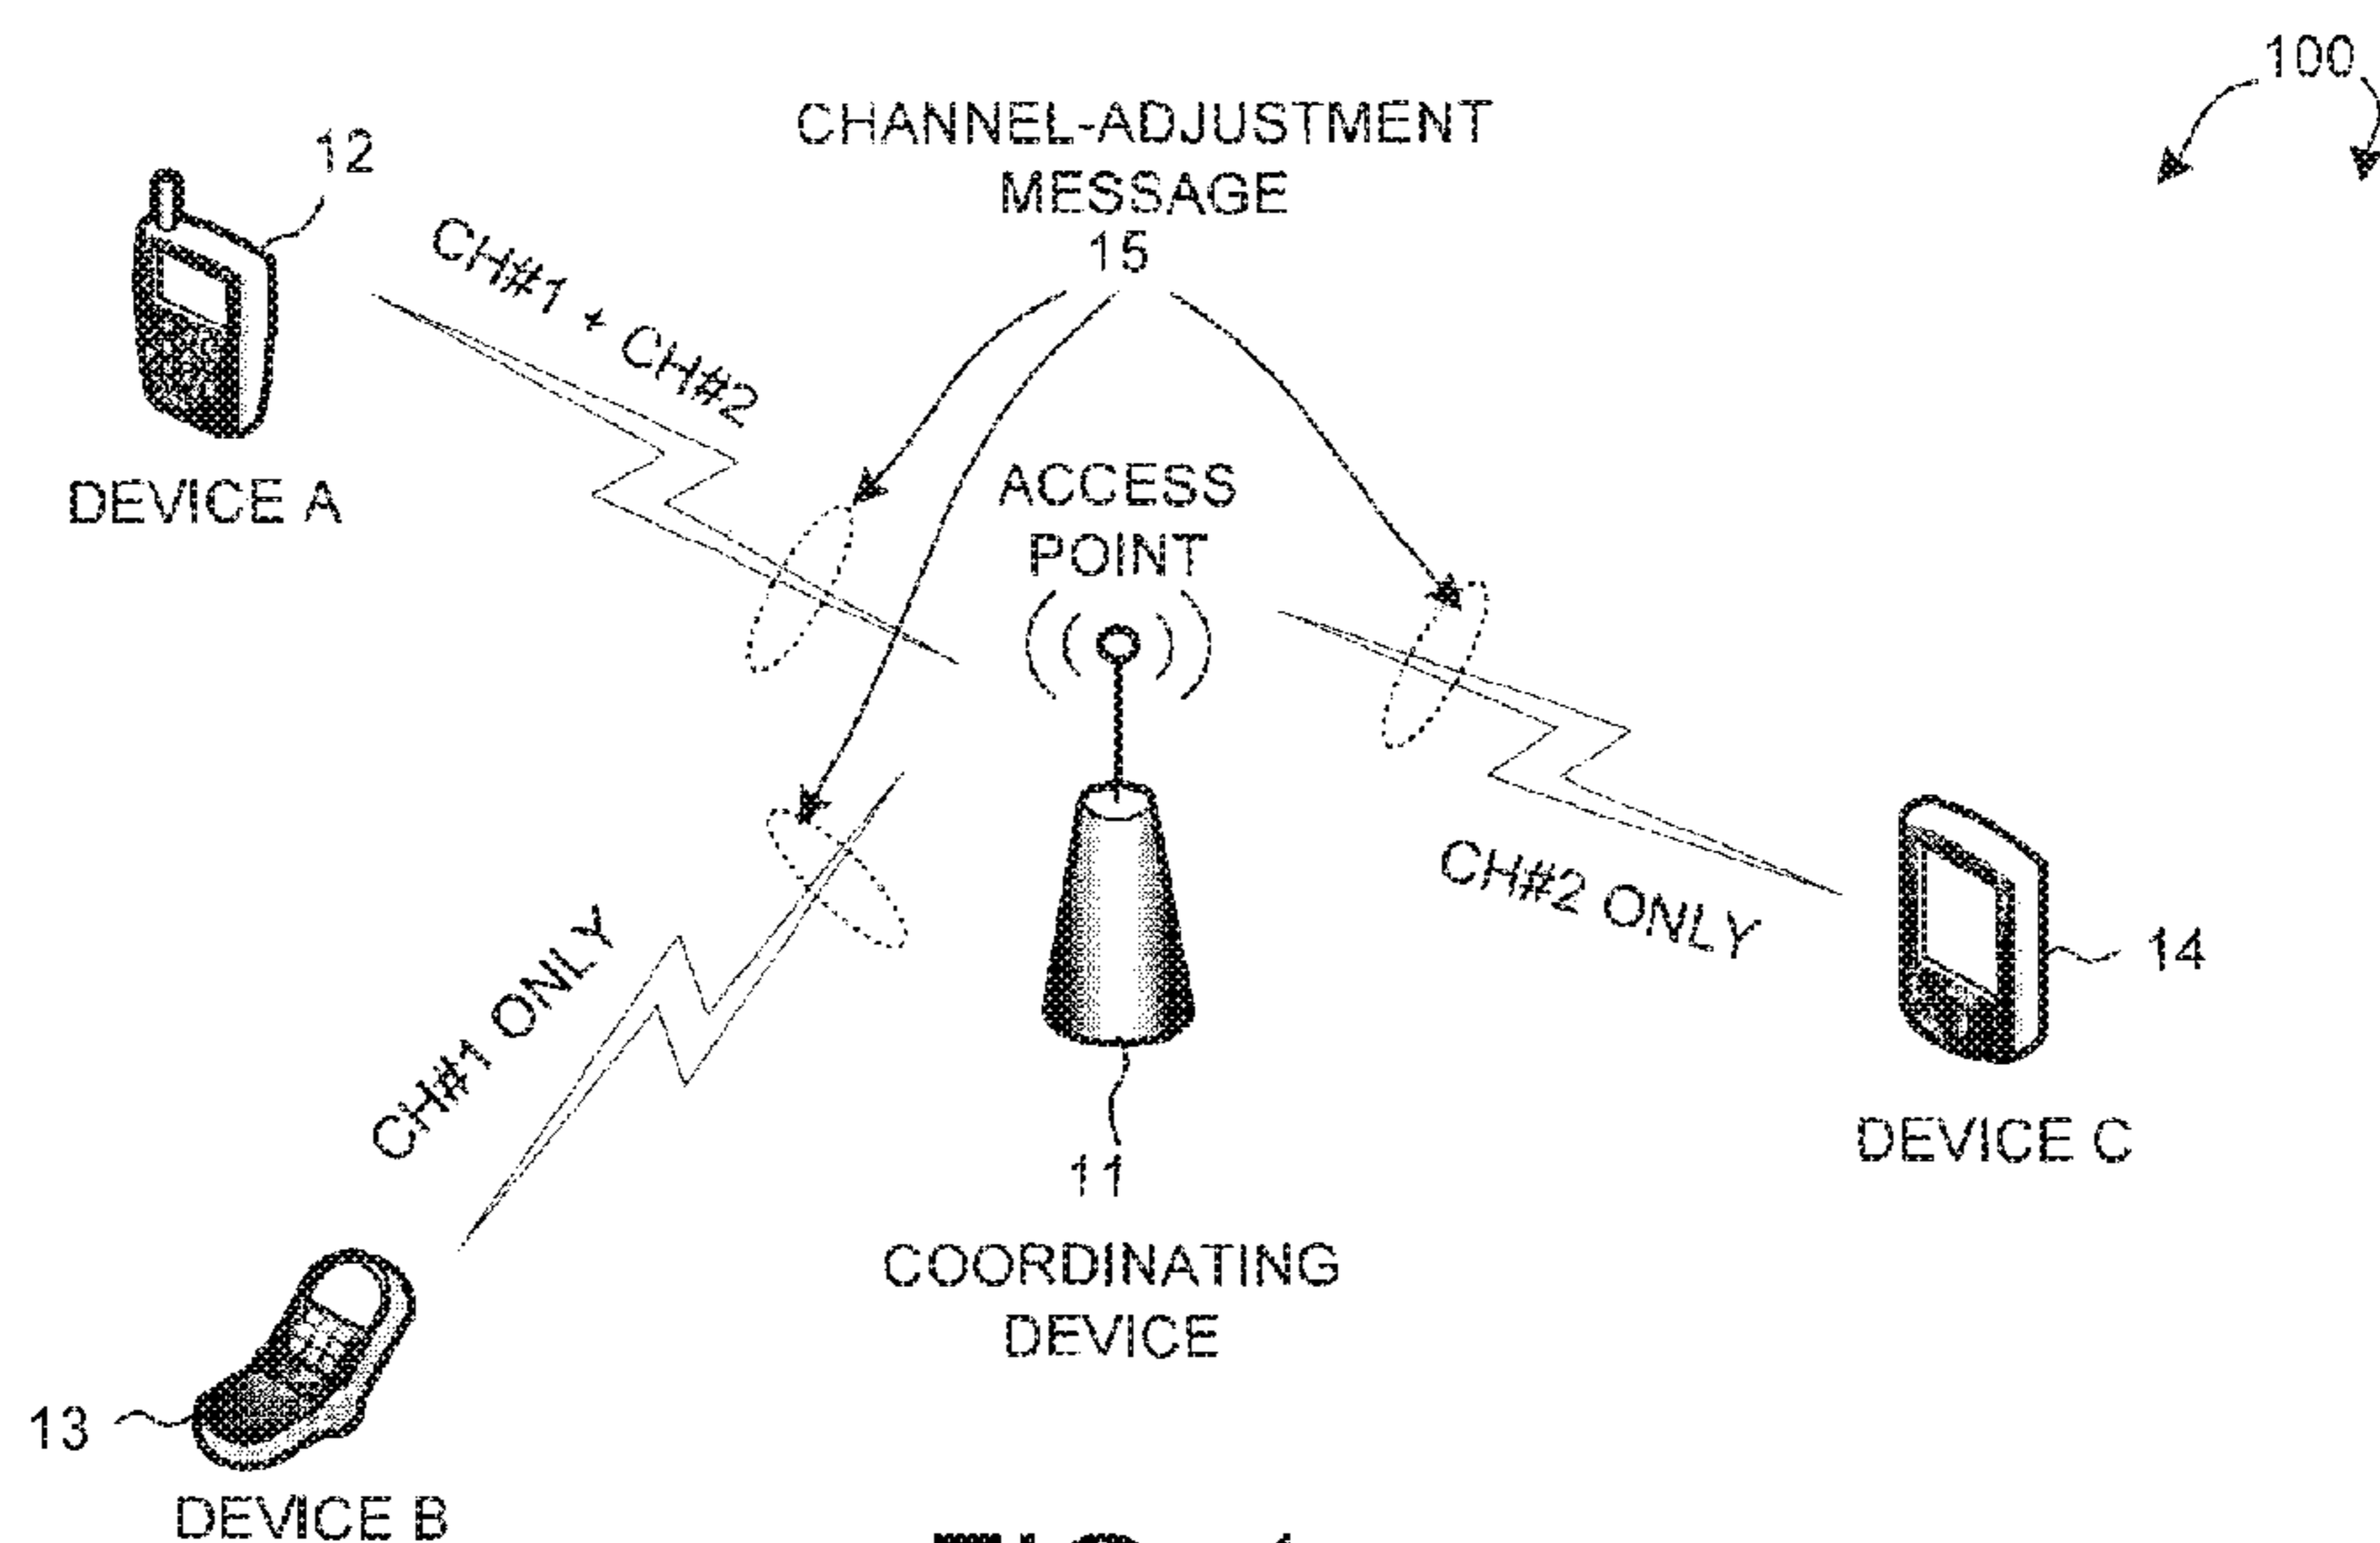 100
CHANNEL-ADJUSTMENT
MESSAGE
15
12
CH#1 + CH#2
DEVICE A
ACCESS
POINT
CH#2 ONLY
14
DEVICE C
CH#1 ONLY
11
COORDINATING
DEVICE
13
DEVICE B